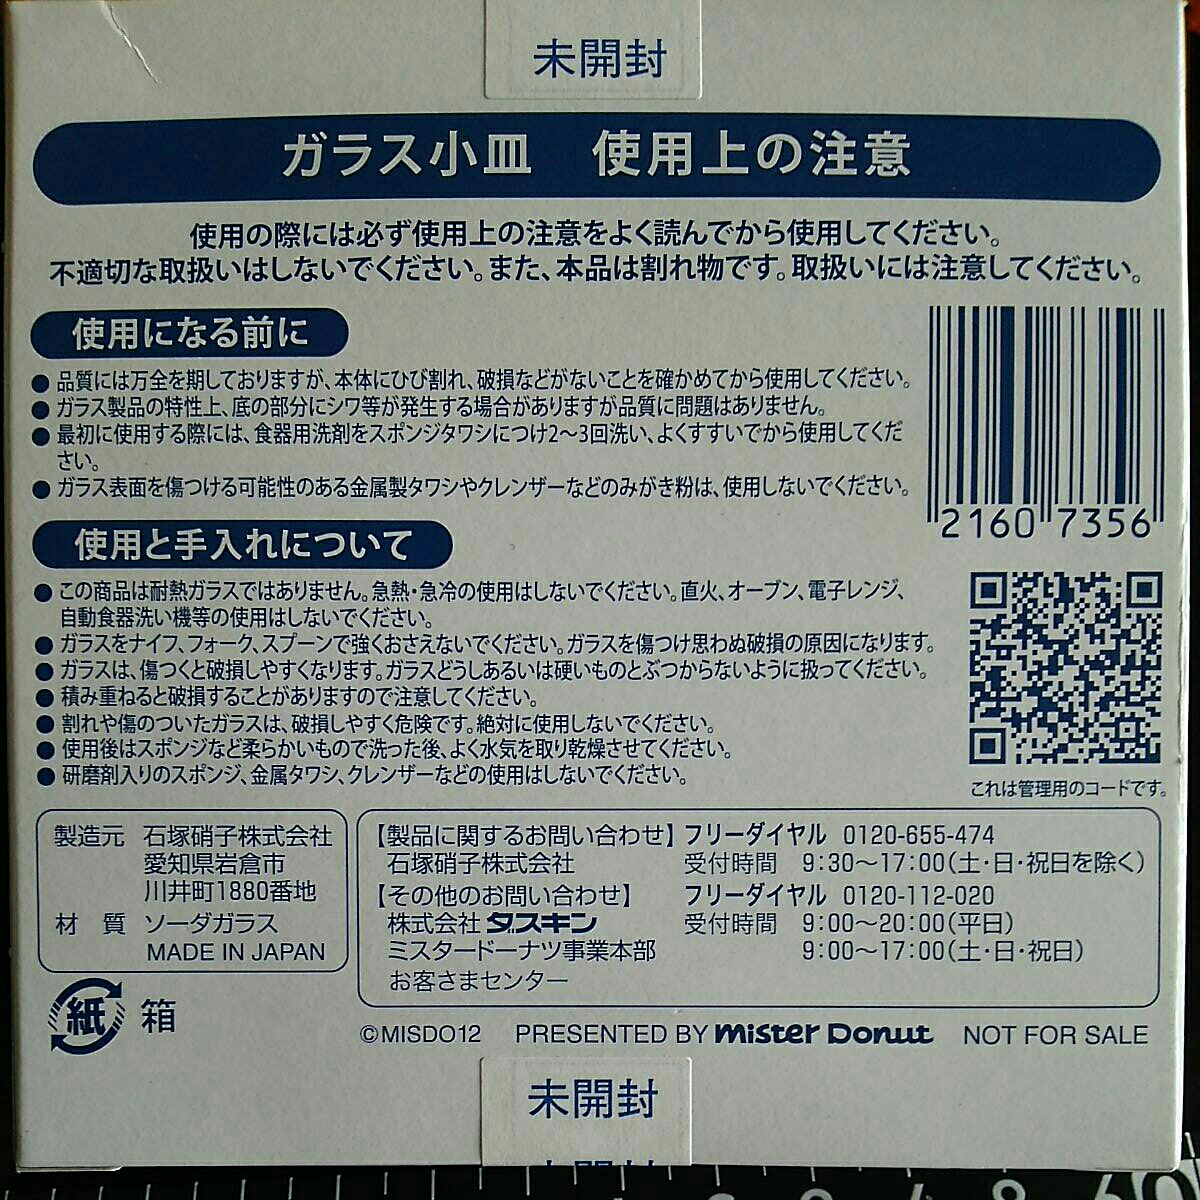 未開封
ガラス小皿 使用上の注意
使用の際には必ず使用上の注意をよく読んでから使用してください。
不適切な取扱いはしないでください。また、本品は割れ物です。取扱いには注意してください。
使用になる前に
● 品質には万全を期しておりますが、本体にひび割れ、破損などがないことを確かめてから使用してください。
● ガラス製品の特性上、底の部分にシワ等が発生する場合がありますが品質に問題はありません。
● 最初に使用する際には、食器用洗剤をスポンジタワシにつけ2〜3回洗い、よくすすいでから使用してくだ
さい。
● ガラス表面を傷つける可能性のある金属製タワシやクレンザーなどのみがき粉は、使用しないでください。
2160 7356
使用と手入れについて
● この商品は耐熱ガラスではありません。急熱・急冷の使用はしないでください。直火、オーブン、電子レンジ、
自動食器洗い機等の使用はしないでください。
● ガラスをナイフ、フォーク、スプーンで強くおさえないでください。ガラスを傷つけ思わぬ破損の原因になります。
● ガラスは、傷つくと破損しやすくなります。ガラスどうしあるいは硬いものとぶつからないように扱ってください。
● 積み重ねると破損することがありますので注意してください。
● 割れや傷のついたガラスは、破損しやすく危険です。絶対に使用しないでください。
● 使用後はスポンジなど柔らかいもので洗った後、よく水気を取り乾燥させてください。
● 研磨剤入りのスポンジ、金属タワシ、クレンザーなどの使用はしないでください。
これは管理用のコードです。
製造元 石塚硝子株式会社
愛知県岩倉市
川井町1880番地
材 質 ソーダガラス
MADE IN JAPAN
【製品に関するお問い合わせ】 フリーダイヤル 0120-655-474
石塚硝子株式会社 受付時間 9:30〜17:00(土・日・祝日を除く)
【その他のお問い合わせ】 フリーダイヤル 0120-112-020
株式会社 ダスキン 受付時間 9:00〜20:00(平日)
ミスタードーナツ事業本部 9:00〜17:00(土・日・祝日)
お客さまセンター
紙 箱
©MISDO12 PRESENTED BY mister Donut NOT FOR SALE
未開封